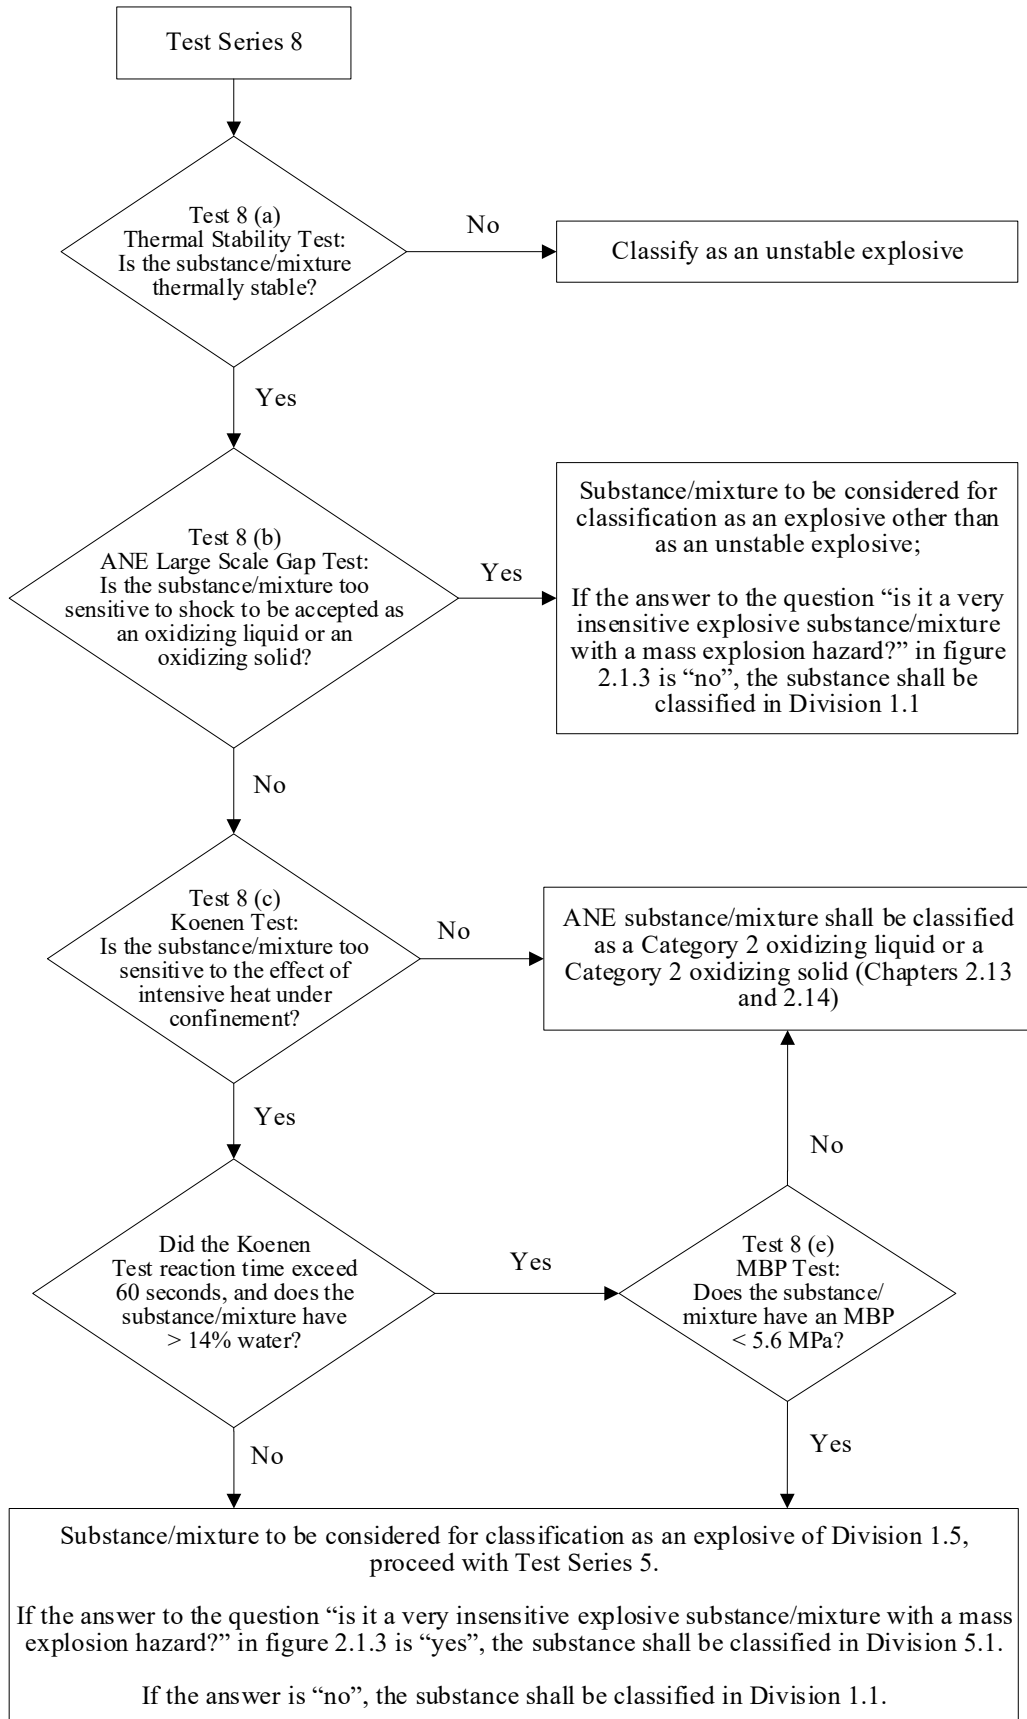 Test Series 8
Test 8 (a)
Thermal Stability Test:
Is the substance/mixture
thermally stable?
No
Classify as an unstable explosive
Yes
Test 8 (b)
ANE Large Scale Gap Test:
Is the substance/mixture too
sensitive to shock to be accepted as
an oxidizing liquid or an
oxidizing solid?
Yes
Substance/mixture to be considered for
classification as an explosive other than
as an unstable explosive;
If the answer to the question “is it a very
insensitive explosive substance/mixture
with a mass explosion hazard?” in figure
2.1.3 is “no”, the substance shall be
classified in Division 1.1
No
Test 8 (c)
Koenen Test:
Is the substance/mixture too
sensitive to the effect of
intensive heat under
confinement?
No
ANE substance/mixture shall be classified
as a Category 2 oxidizing liquid or a
Category 2 oxidizing solid (Chapters 2.13
and 2.14)
Yes
No
Did the Koenen
Test reaction time exceed
60 seconds, and does the
substance/mixture have
> 14% water?
Yes
Test 8 (e)
MBP Test:
Does the substance/
mixture have an MBP
< 5.6 MPa?
No
Yes
Substance/mixture to be considered for classification as an explosive of Division 1.5,
proceed with Test Series 5.
If the answer to the question “is it a very insensitive explosive substance/mixture with a mass
explosion hazard?” in figure 2.1.3 is “yes”, the substance shall be classified in Division 5.1.
If the answer is “no”, the substance shall be classified in Division 1.1.